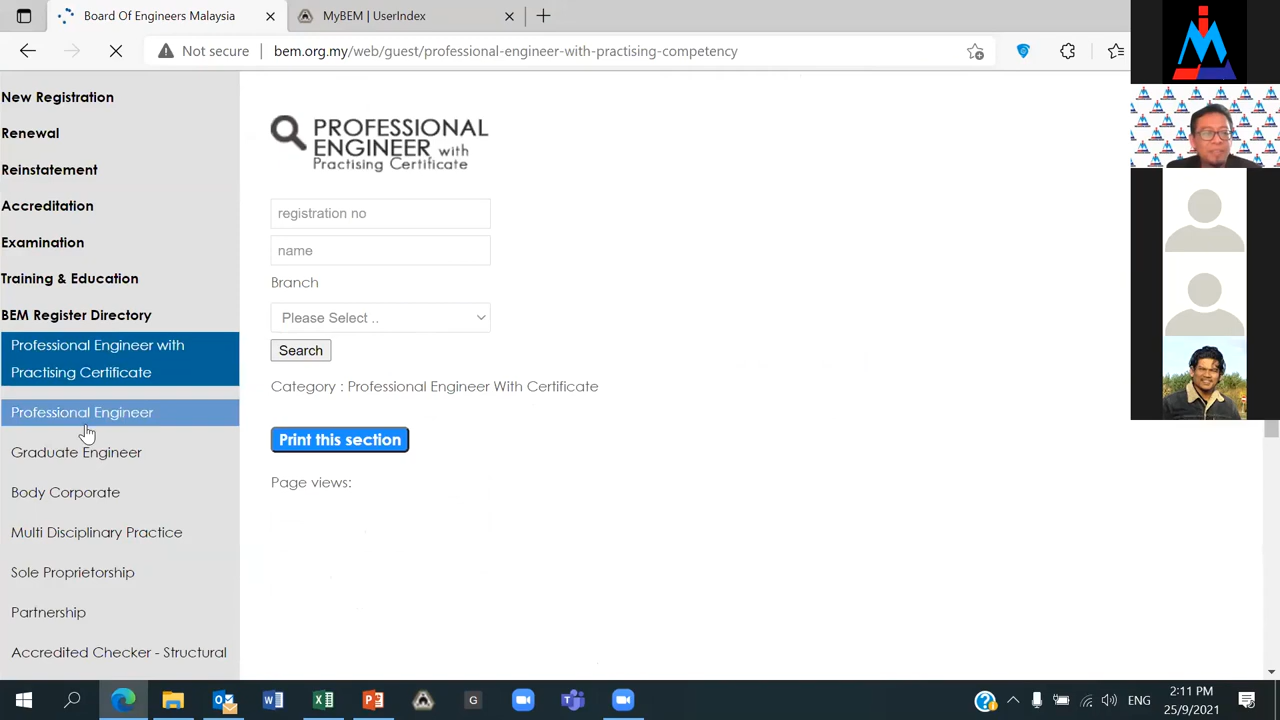 Board Of Engineers Malaysia
MyBEM | UserIndex
Not secure
bem.org.my/web/guest/professional-engineer-with-practising-competency
New Registration
Renewal
Reinstatement
Accreditation
Examination
Training & Education
BEM Register Directory
Professional Engineer with
Practising Certificate
Professional Engineer
Graduate Engineer
Body Corporate
Multi Disciplinary Practice
Sole Proprietorship
Partnership
Accredited Checker - Structural
PROFESSIONAL
ENGINEER with
Practising Certificate
registration no
name
Branch
Please Select ..
Search
Category : Professional Engineer With Certificate
Print this section
Page views:
ENG
2:11 PM
25/9/2021